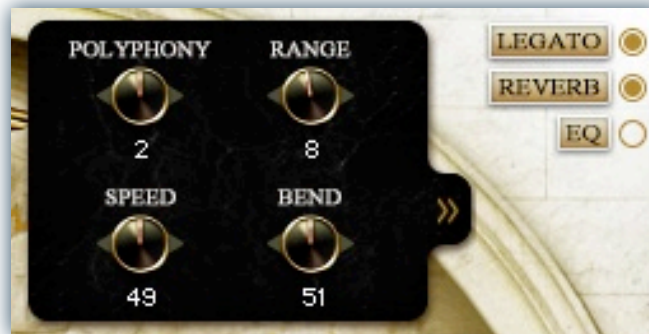 POLYPHONY RANGE
2 8
SPEED BEND
49 51
LEGATO
REVERB
EQ